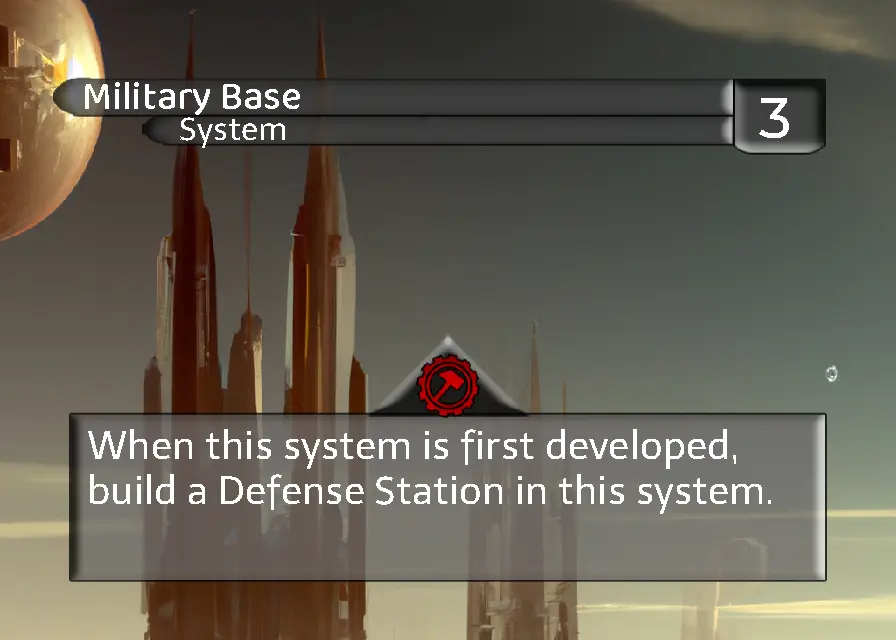 Military Base
System
3
When this system is first developed,
build a Defense Station in this system.